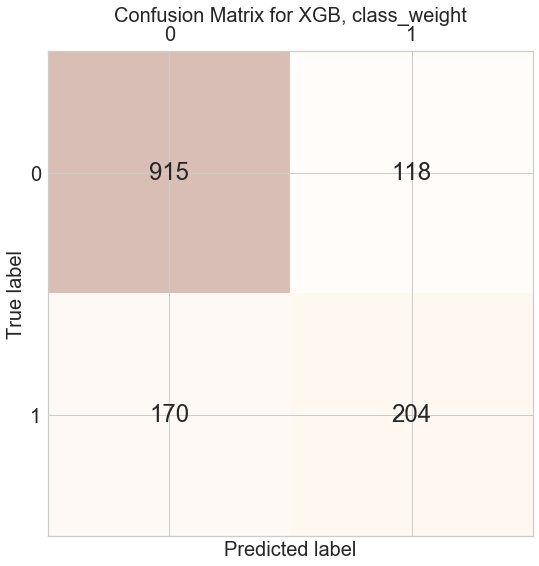 Confusion Matrix for XGB, class_weight
0 1
0 915 118
True label
1 170 204
Predicted label